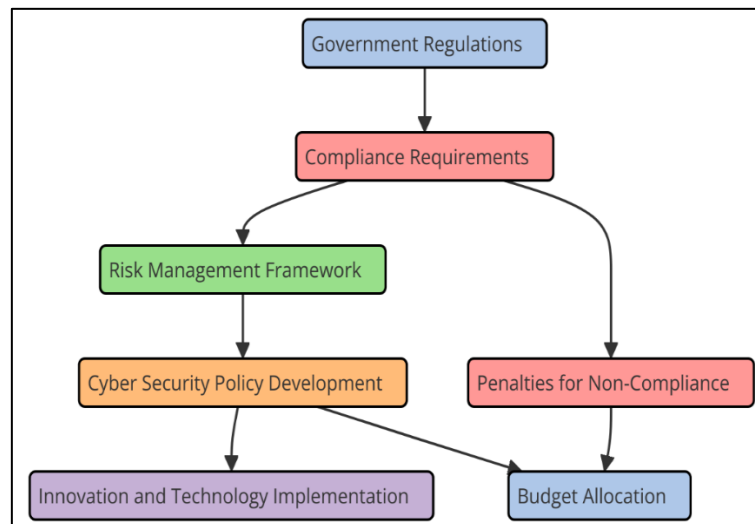 Government Regulations
Compliance Requirements
Risk Management Framework
Cyber Security Policy Development
Penalties for Non-Compliance
Innovation and Technology Implementation
Budget Allocation